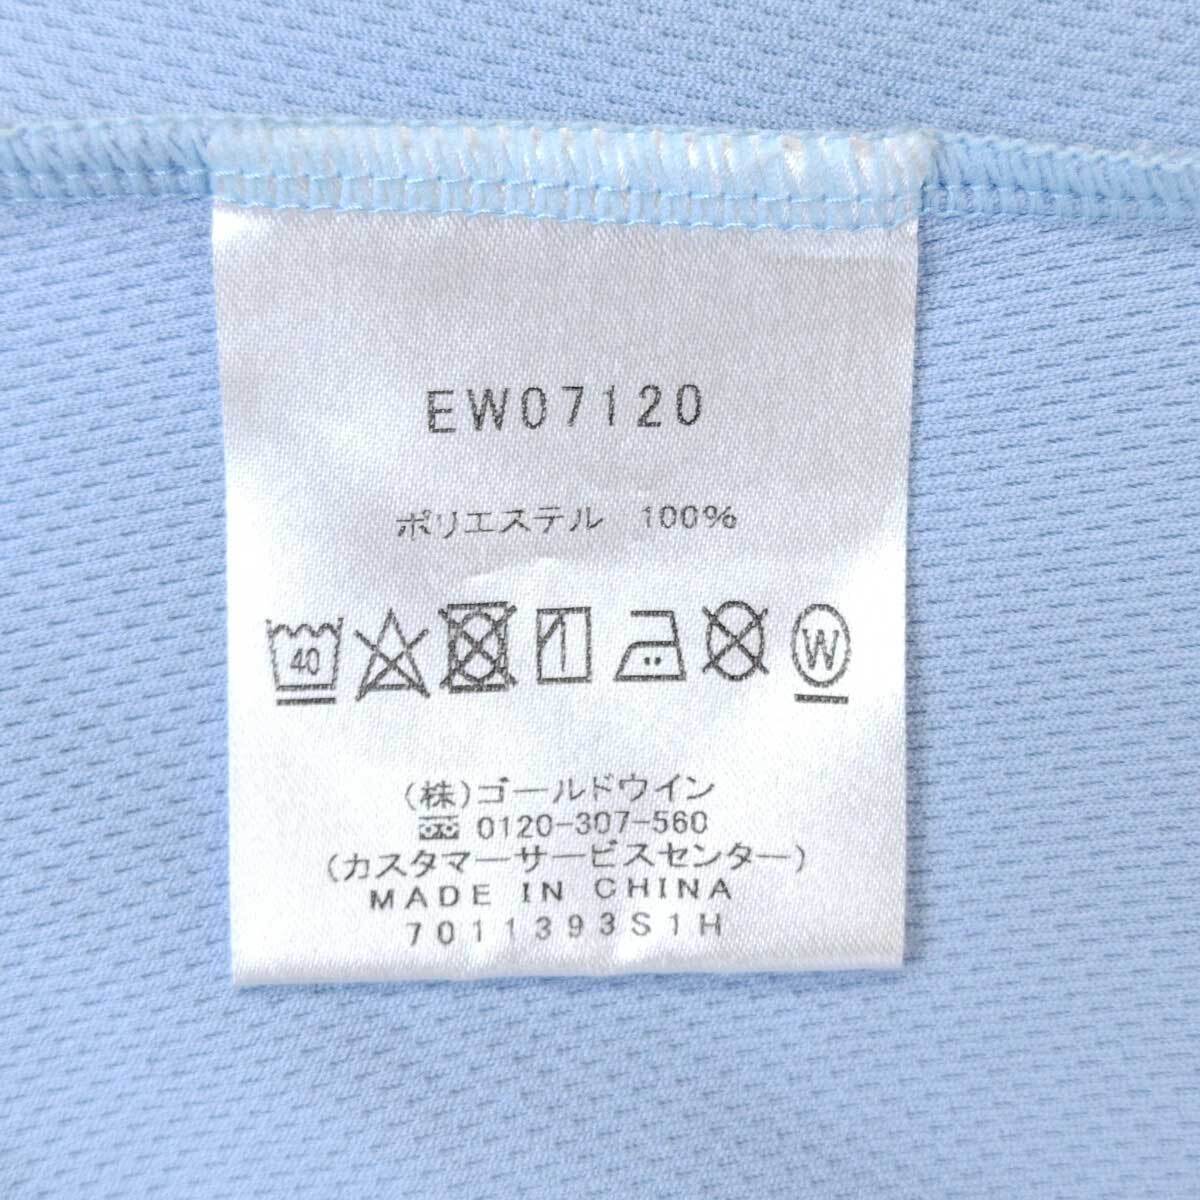 EW07120
ポリエステル 100%
40 W
(株)ゴールドウイン
0120-307-560
(カスタマーサービスセンター)
MADE IN CHINA
7011393S1H